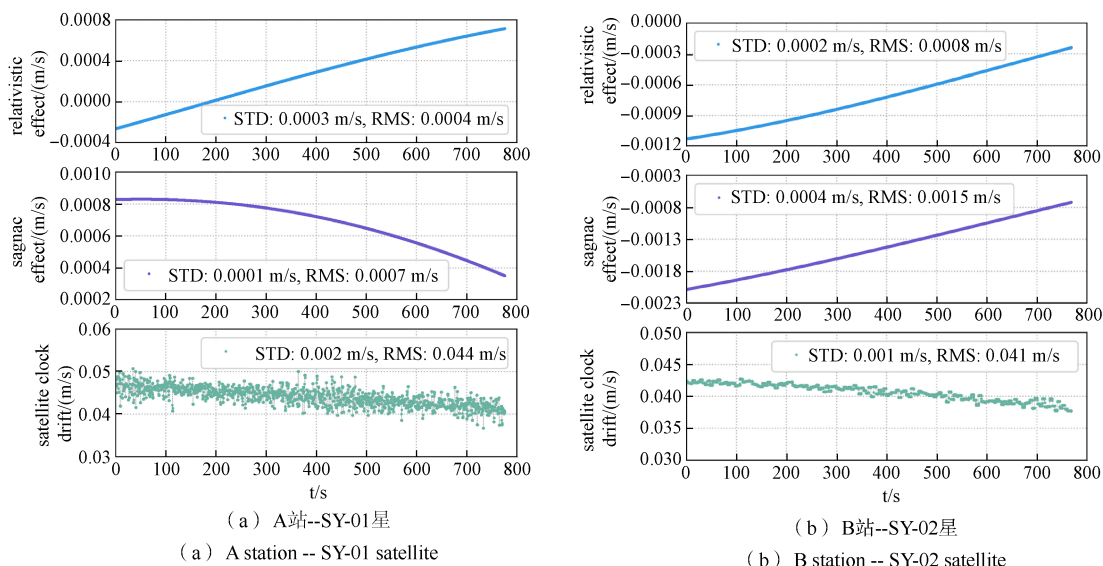 relativistic
effect/(m/s)
0.0008
0.0004
0.0000
−0.0004
STD: 0.0003 m/s, RMS: 0.0004 m/s
0 100 200 300 400 500 600 700 800
sagnac
effect/(m/s)
0.0010
0.0008
0.0006
0.0004
0.0002
STD: 0.0001 m/s, RMS: 0.0007 m/s
0 100 200 300 400 500 600 700 800
satellite clock
drift/(m/s)
0.06
0.05
0.04
0.03
STD: 0.002 m/s, RMS: 0.044 m/s
0 100 200 300 400 500 600 700 800
t/s
（a）A站--SY-01星
（a）A station -- SY-01 satellite
relativistic
effect/(m/s)
0.0000
−0.0003
−0.0006
−0.0009
−0.0012
STD: 0.0002 m/s, RMS: 0.0008 m/s
0 100 200 300 400 500 600 700 800
sagnac
effect/(m/s)
−0.0003
−0.0008
−0.0013
−0.0018
−0.0023
STD: 0.0004 m/s, RMS: 0.0015 m/s
0 100 200 300 400 500 600 700 800
satellite clock
drift/(m/s)
0.050
0.045
0.040
0.035
0.030
STD: 0.001 m/s, RMS: 0.041 m/s
0 100 200 300 400 500 600 700 800
t/s
（b）B站--SY-02星
（b）B station -- SY-02 satellite